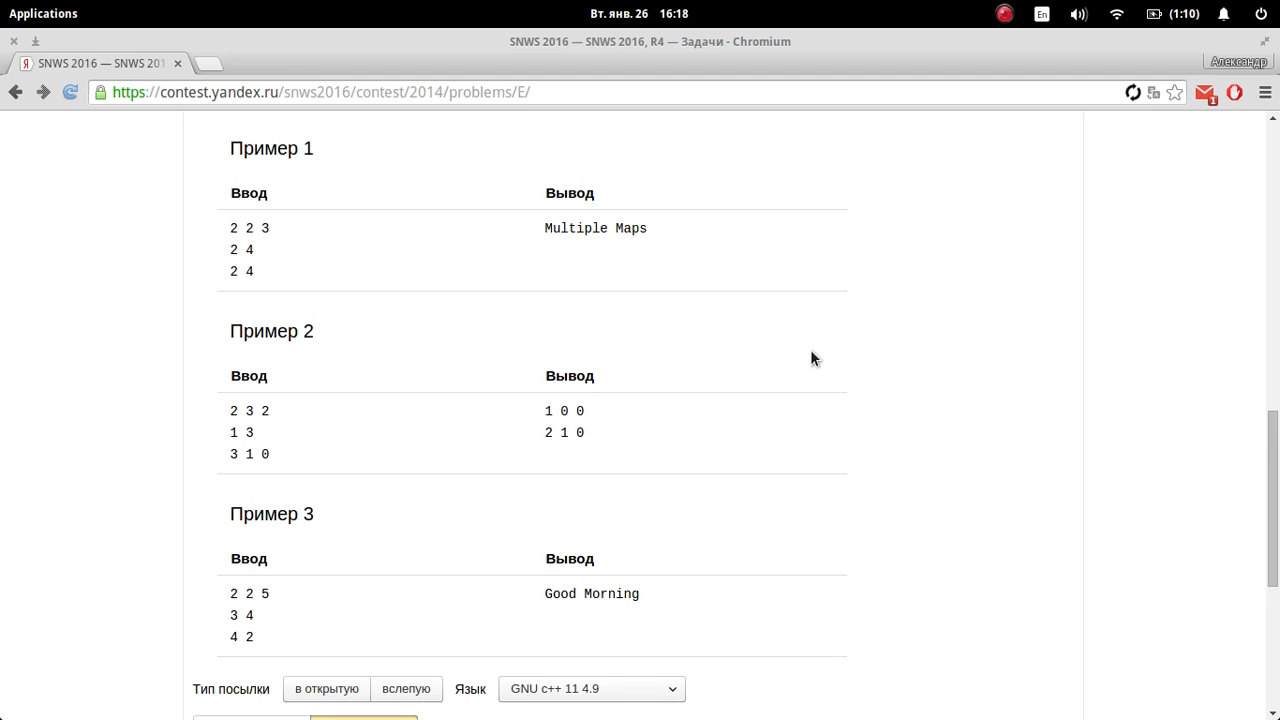 Applications
Вт. янв. 26 16:18
En
(1:10)
SNWS 2016 — SNWS 2016, R4 — Задачи - Chromium
SNWS 2016 — SNWS 201
Александр
https://contest.yandex.ru/snws2016/contest/2014/problems/E/
1
Пример 1
Ввод Вывод
2 2 3 Multiple Maps
2 4
2 4
Пример 2
Ввод Вывод
2 3 2 1 0 0
1 3 2 1 0
3 1 0
Пример 3
Ввод Вывод
2 2 5 Good Morning
3 4
4 2
Тип посылки в открытую вслепую Язык GNU c++ 11 4.9